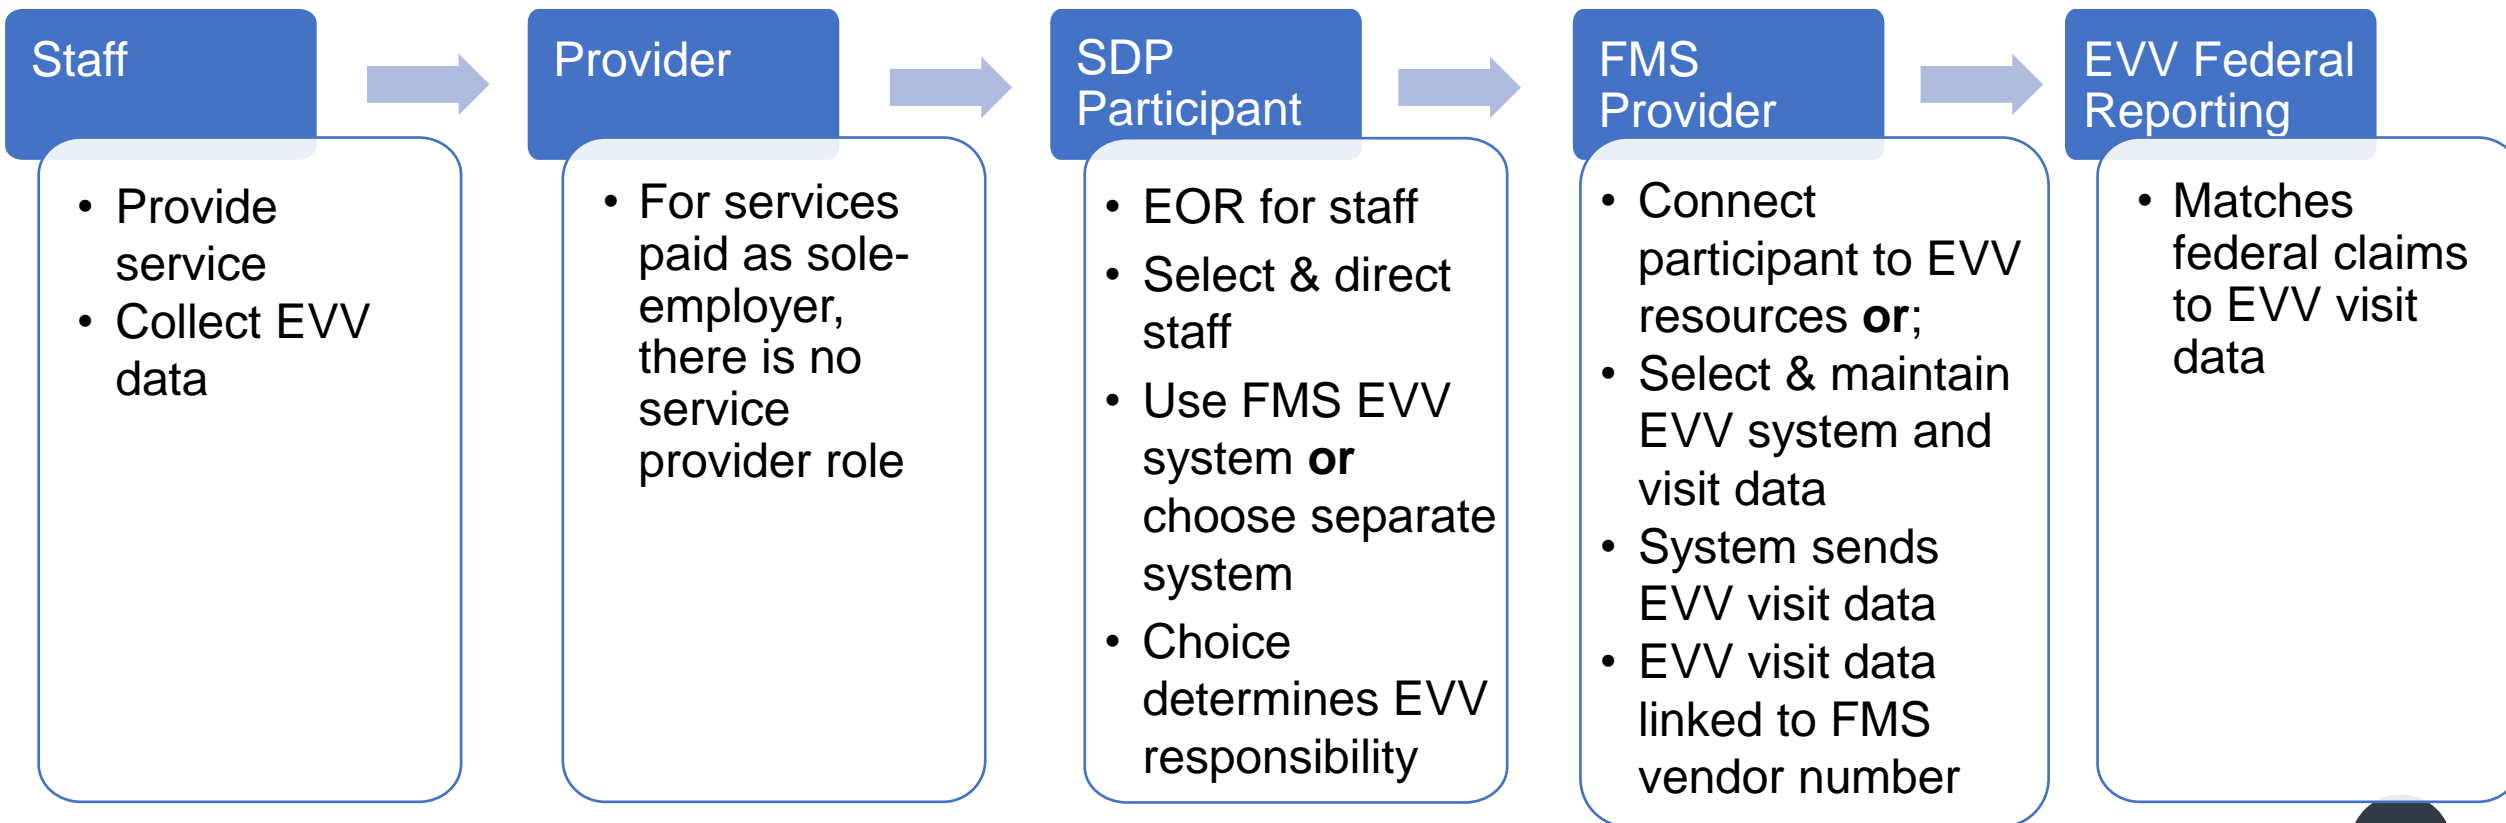 Staff
• Provide
service
• Collect EVV
data
Provider
• For services
paid as sole-
employer,
there is no
service
provider role
SDP
Participant
• EOR for staff
• Select & direct
staff
• Use FMS EVV
system or
choose separate
system
• Choice
determines EVV
responsibility
FMS
Provider
• Connect
participant to EVV
resources or;
• Select & maintain
EVV system and
visit data
• System sends
EVV visit data
• EVV visit data
linked to FMS
vendor number
EVV Federal
Reporting
• Matches
federal claims
to EVV visit
data